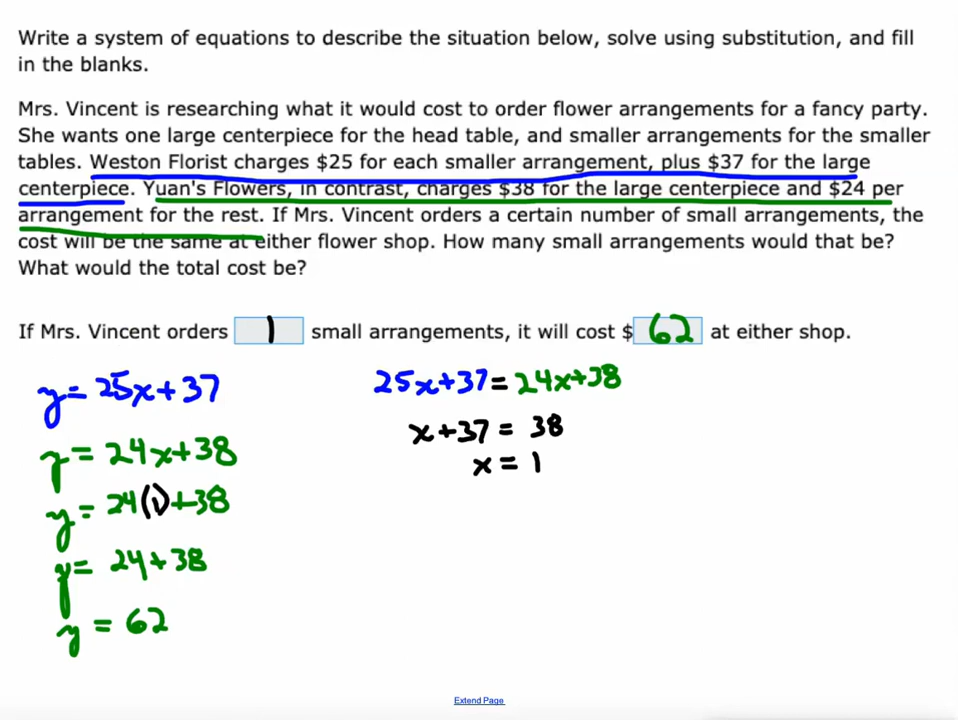 Write a system of equations to describe the situation below, solve using substitution, and fill
in the blanks.
Mrs. Vincent is researching what it would cost to order flower arrangements for a fancy party.
She wants one large centerpiece for the head table, and smaller arrangements for the smaller
tables. Weston Florist charges $25 for each smaller arrangement, plus $37 for the large
centerpiece. Yuan's Flowers, in contrast, charges $38 for the large centerpiece and $24 per
arrangement for the rest. If Mrs. Vincent orders a certain number of small arrangements, the
cost will be the same at either flower shop. How many small arrangements would that be?
What would the total cost be?
If Mrs. Vincent orders 1 small arrangements, it will cost $ 62 at either shop.
y = 25x + 37
y = 24x + 38
y = 24(1) + 38
y = 24 + 38
y = 62
25x + 37 = 24x + 38
x + 37 = 38
x = 1
Extend Page